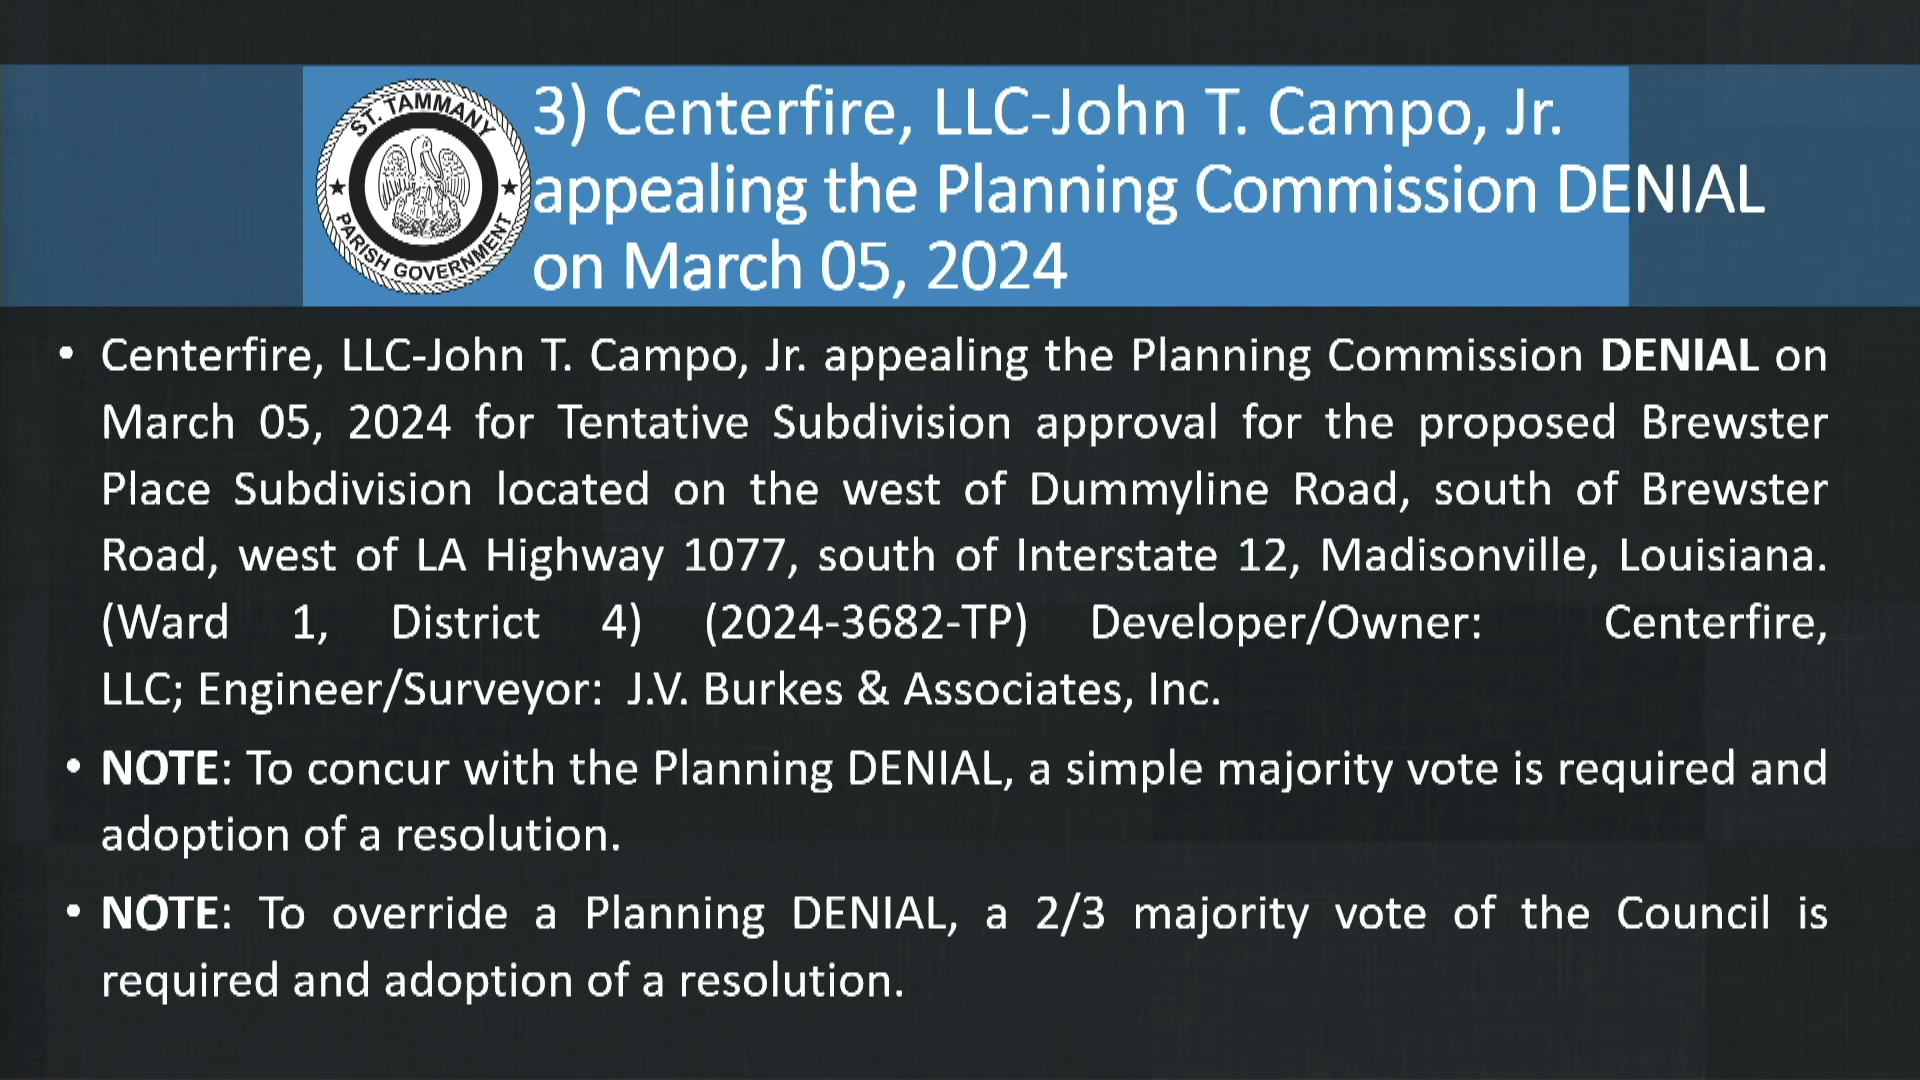 ST. TAMMANY
PARISH GOVERNMENT
3) Centerfire, LLC-John T. Campo, Jr.
appealing the Planning Commission DENIAL
on March 05, 2024
• Centerfire, LLC-John T. Campo, Jr. appealing the Planning Commission DENIAL on
March 05, 2024 for Tentative Subdivision approval for the proposed Brewster
Place Subdivision located on the west of Dummyline Road, south of Brewster
Road, west of LA Highway 1077, south of Interstate 12, Madisonville, Louisiana.
(Ward 1, District 4) (2024-3682-TP) Developer/Owner: Centerfire,
LLC; Engineer/Surveyor: J.V. Burkes & Associates, Inc.
• NOTE: To concur with the Planning DENIAL, a simple majority vote is required and
adoption of a resolution.
• NOTE: To override a Planning DENIAL, a 2/3 majority vote of the Council is
required and adoption of a resolution.